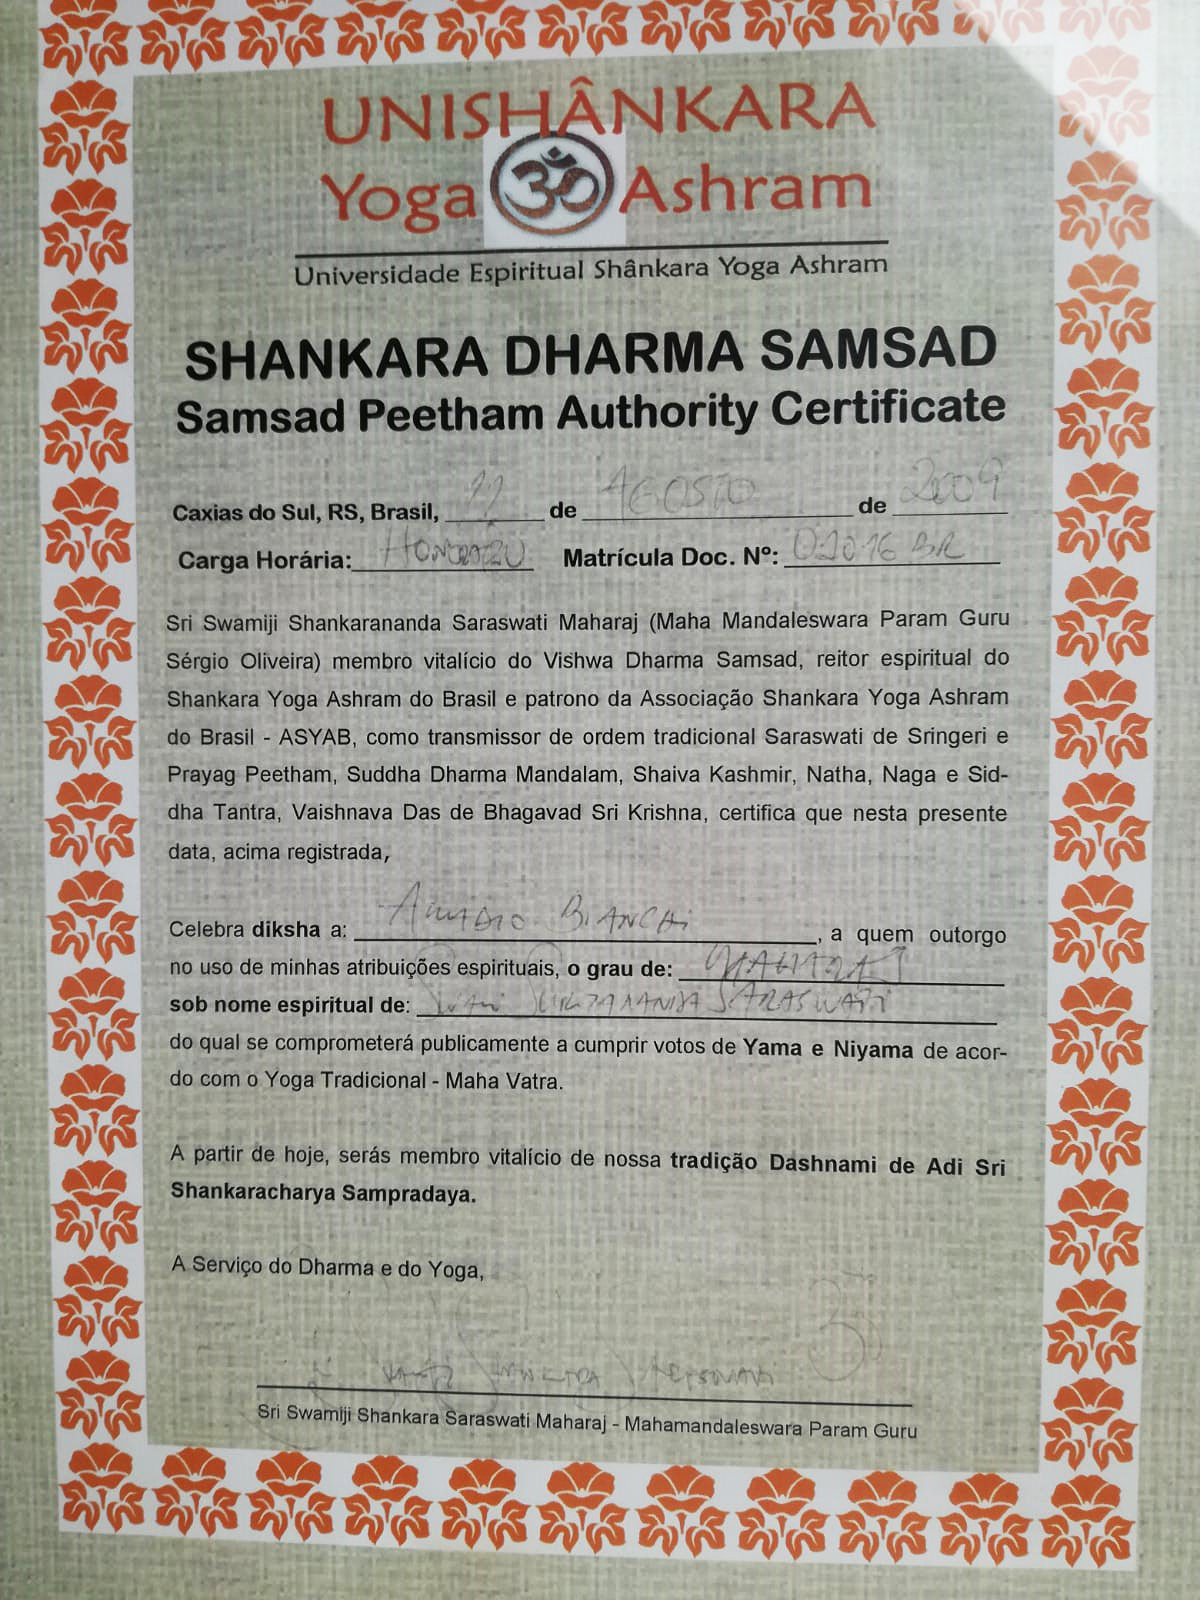 UNISHÂNKARA
Yoga ॐ Ashram
Universidade Espiritual Shânkara Yoga Ashram
SHANKARA DHARMA SAMSAD
Samsad Peetham Authority Certificate
Caxias do Sul, RS, Brasil, de AGOSTO de 2009
Carga Horária: Matrícula Doc. Nº:
Sri Swamiji Shankarananda Saraswati Maharaj (Maha Mandaleswara Param Guru
Sérgio Oliveira) membro vitalício do Vishwa Dharma Samsad, reitor espiritual do
Shankara Yoga Ashram do Brasil e patrono da Associação Shankara Yoga Ashram
do Brasil - ASYAB, como transmissor de ordem tradicional Saraswati de Sringeri e
Prayag Peetham, Suddha Dharma Mandalam, Shaiva Kashmir, Natha, Naga e Sid-
dha Tantra, Vaishnava Das de Bhagavad Sri Krishna, certifica que nesta presente
data, acima registrada,
Celebra diksha a: BIANCHI, a quem outorgo
no uso de minhas atribuições espirituais, o grau de:
sob nome espiritual de: SARASWATI
do qual se comprometerá publicamente a cumprir votos de Yama e Niyama de acor-
do com o Yoga Tradicional - Maha Vatra.
A partir de hoje, serás membro vitalício de nossa tradição Dashnami de Adi Sri
Shankaracharya Sampradaya.
A Serviço do Dharma e do Yoga,
Sri Swamiji Shankara Saraswati Maharaj - Mahamandaleswara Param Guru